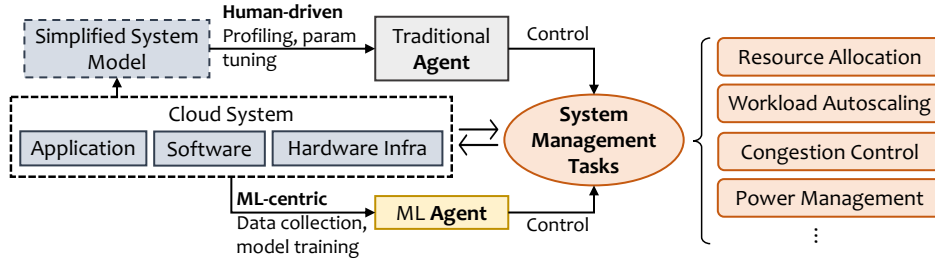 Simplified System
Model
Human-driven
Profiling, param
tuning
Traditional
Agent
Control
Cloud System
Application
Software
Hardware Infra
System
Management
Tasks
ML-centric
Data collection,
model training
ML Agent
Control
Resource Allocation
Workload Autoscaling
Congestion Control
Power Management
...